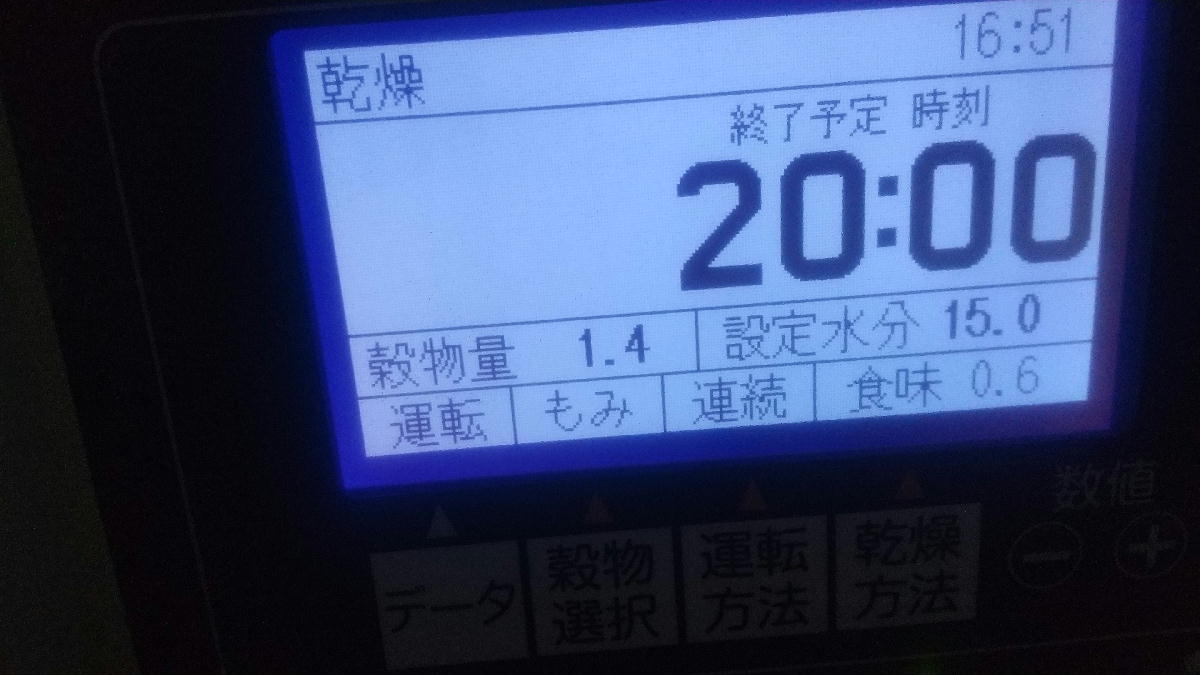 乾燥 16:51
終了予定 時刻
20:00
穀物量 1.4 設定水分 15.0
運転 もみ 連続 食味 0.6
数値
データ 穀物選択 運転方法 乾燥方法 − +